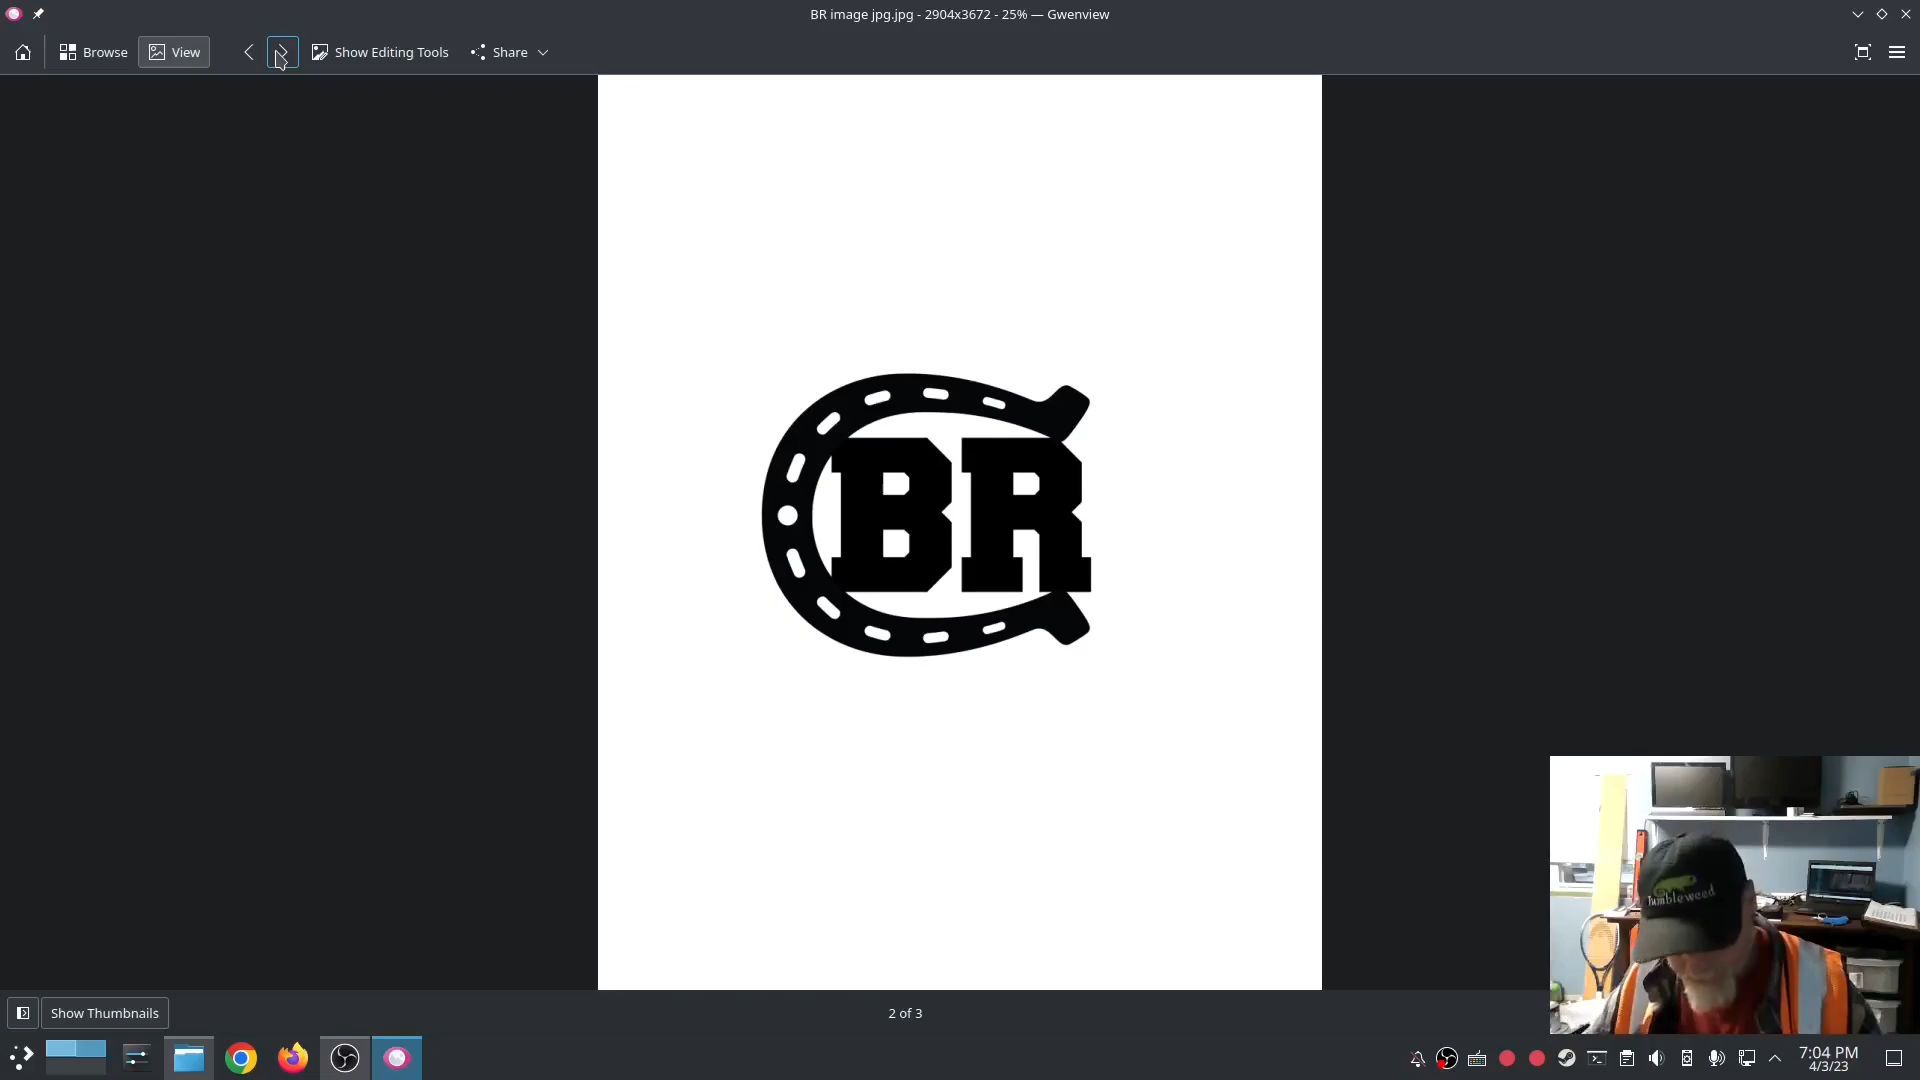 BR image jpg.jpg - 2904x3672 - 25% — Gwenview
Browse
View
Show Editing Tools
Share
BR
Tumbleweed
Show Thumbnails
2 of 3
7:04 PM
4/3/23